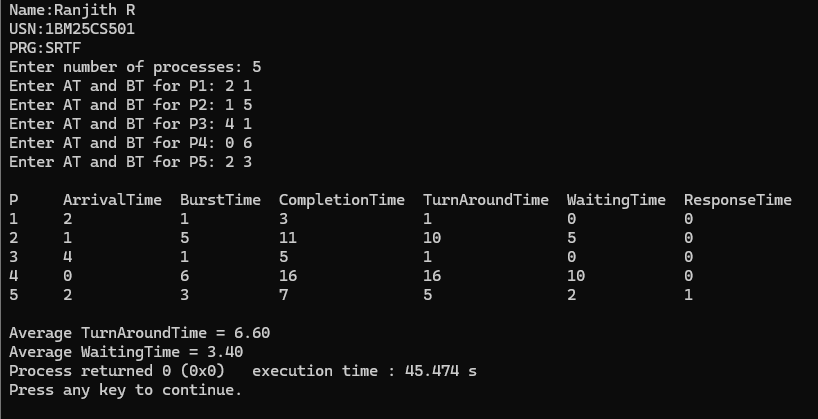 Name:Ranjith R
USN:1BM25CS501
PRG:SRTF
Enter number of processes: 5
Enter AT and BT for P1: 2 1
Enter AT and BT for P2: 1 5
Enter AT and BT for P3: 4 1
Enter AT and BT for P4: 0 6
Enter AT and BT for P5: 2 3
P ArrivalTime BurstTime CompletionTime TurnAroundTime WaitingTime ResponseTime
1 2 1 3 1 0 0
2 1 5 11 10 5 0
3 4 1 5 1 0 0
4 0 6 16 16 10 0
5 2 3 7 5 2 1
Average TurnAroundTime = 6.60
Average WaitingTime = 3.40
Process returned 0 (0x0) execution time : 45.474 s
Press any key to continue.